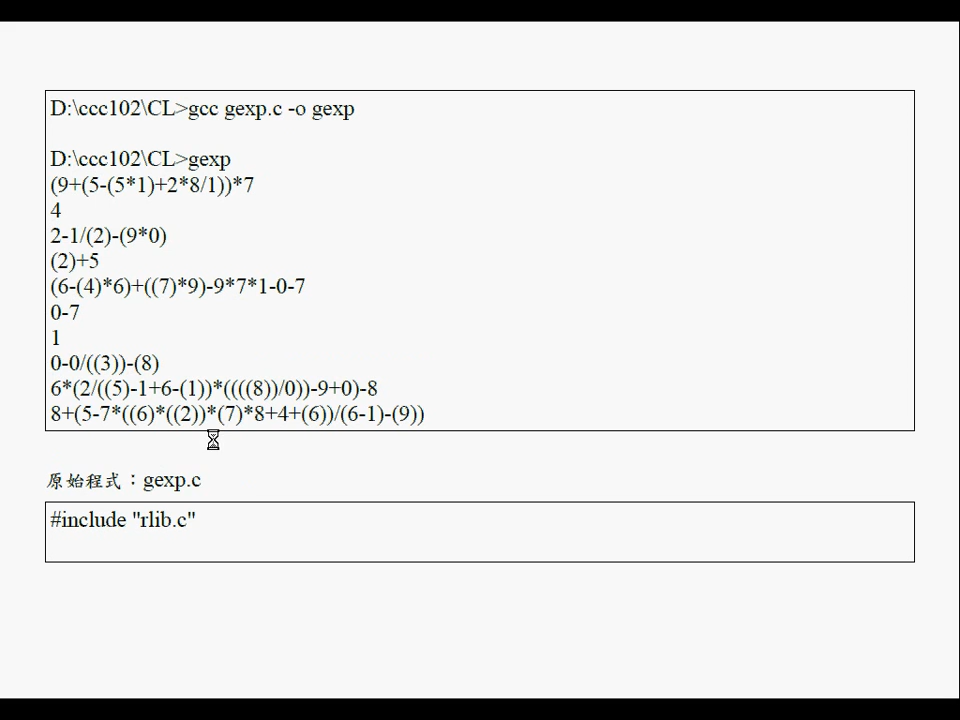 D:\ccc102\CL>gcc gexp.c -o gexp
D:\ccc102\CL>gexp
(9+(5-(5*1)+2*8/1))*7
4
2-1/(2)-(9*0)
(2)+5
(6-(4)*6)+((7)*9)-9*7*1-0-7
0-7
1
0-0/((3))-(8)
6*(2/((5)-1+6-(1))*((((8))/0))-9+0)-8
8+(5-7*((6)*((2))*(7)*8+4+(6))/(6-1)-(9))
原始程式：gexp.c
#include "rlib.c"